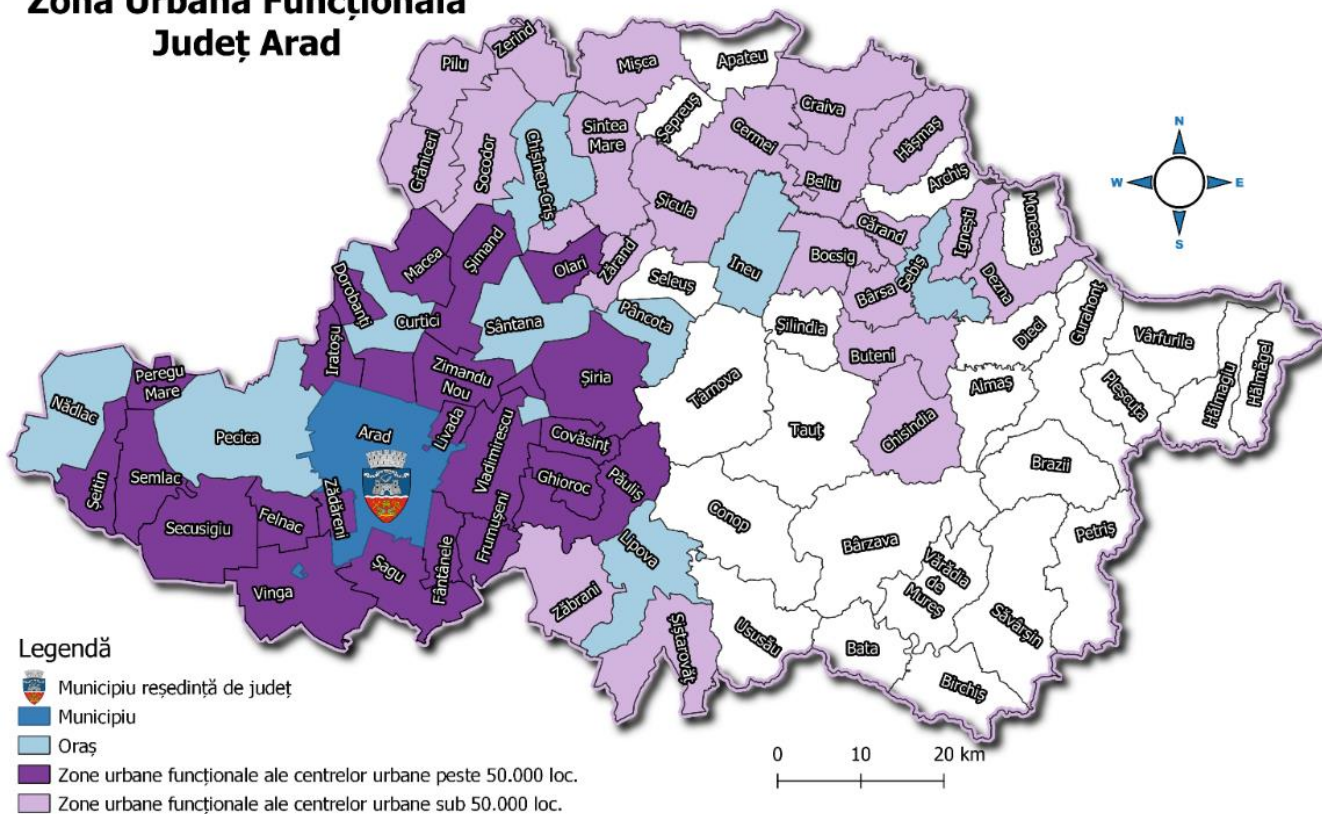 Zona Urbană Funcțională
Județ Arad
Pilu
Zerind
Mișca
Apateu
Grăniceri
Socodor
Chișineu-Criș
Sintea
Mare
Șepreuș
Cermei
Craiva
Hășmaș
Beliu
Archiș
Moneasa
Șicula
Cărand
Ignești
Macea
Șimand
Olari
Zărand
Seleuș
Ineu
Bocsig
Bârsa
Sebiș
Dezna
Dorobanți
Curtici
Sântana
Pâncota
Șilindia
Buteni
Dieci
Gurahonț
Vârfurile
Iratoșu
Zimandu
Nou
Șiria
Târnova
Almaș
Pleșcuța
Hălmagiu
Hălmăgel
Peregu
Mare
Nădlac
Pecica
Arad
Livada
Vladimirescu
Covăsinț
Tauț
Chisindia
Brazii
Șeitin
Semlac
Ghioroc
Păuliș
Secusigiu
Felnac
Zădăreni
Conop
Petriș
Șagu
Fântânele
Frumușeni
Lipova
Bârzava
Vărădia
de
Mureș
Vinga
Zăbrani
Șiștarovăț
Ususău
Bata
Săvârșin
Birchiș
N
W
E
S
Legendă
Municipiu reședință de județ
Municipiu
Oraș
Zone urbane funcționale ale centrelor urbane peste 50.000 loc.
Zone urbane funcționale ale centrelor urbane sub 50.000 loc.
0 10 20 km